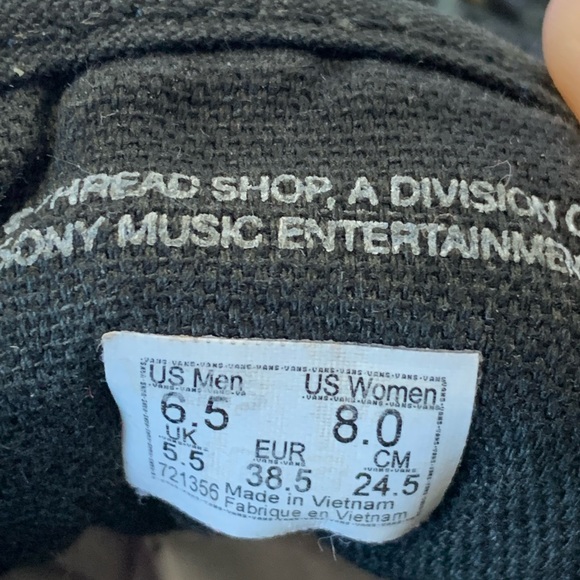 THREAD SHOP, A DIVISION O
SONY MUSIC ENTERTAINMEN
US Men US Women
6.5 8.0
UK EUR CM
5.5 38.5 24.5
721356 Made in Vietnam
Fabrique en Vietnam